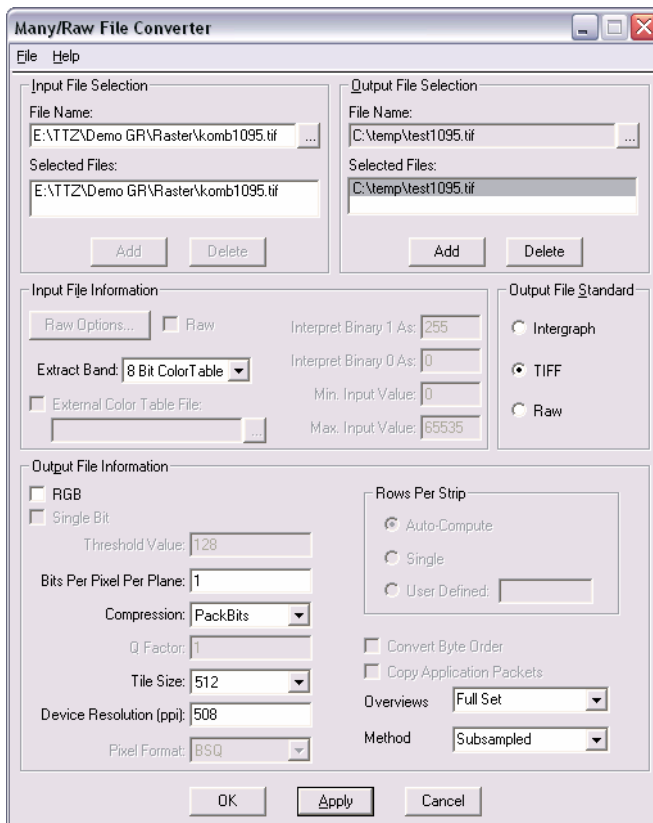 Many/Raw File Converter
File Help
Input File Selection
File Name:
E:\TTZ\Demo GR\Raster\komb1095.tif ...
Selected Files:
E:\TTZ\Demo GR\Raster\komb1095.tif
Add Delete
Output File Selection
File Name:
C:\temp\test1095.tif ...
Selected Files:
C:\temp\test1095.tif
Add Delete
Input File Information
Raw Options... Raw
Extract Band: 8 Bit ColorTable
External Color Table File:
...
Interpret Binary 1 As: 255
Interpret Binary 0 As: 0
Min. Input Value: 0
Max. Input Value: 65535
Output File Standard
Intergraph
TIFF
Raw
Output File Information
RGB
Single Bit
Threshold Value: 128
Bits Per Pixel Per Plane: 1
Compression: PackBits
Q Factor: 1
Tile Size: 512
Device Resolution (ppi): 508
Pixel Format: BSQ
Rows Per Strip
Auto-Compute
Single
User Defined:
Convert Byte Order
Copy Application Packets
Overviews Full Set
Method Subsampled
OK Apply Cancel